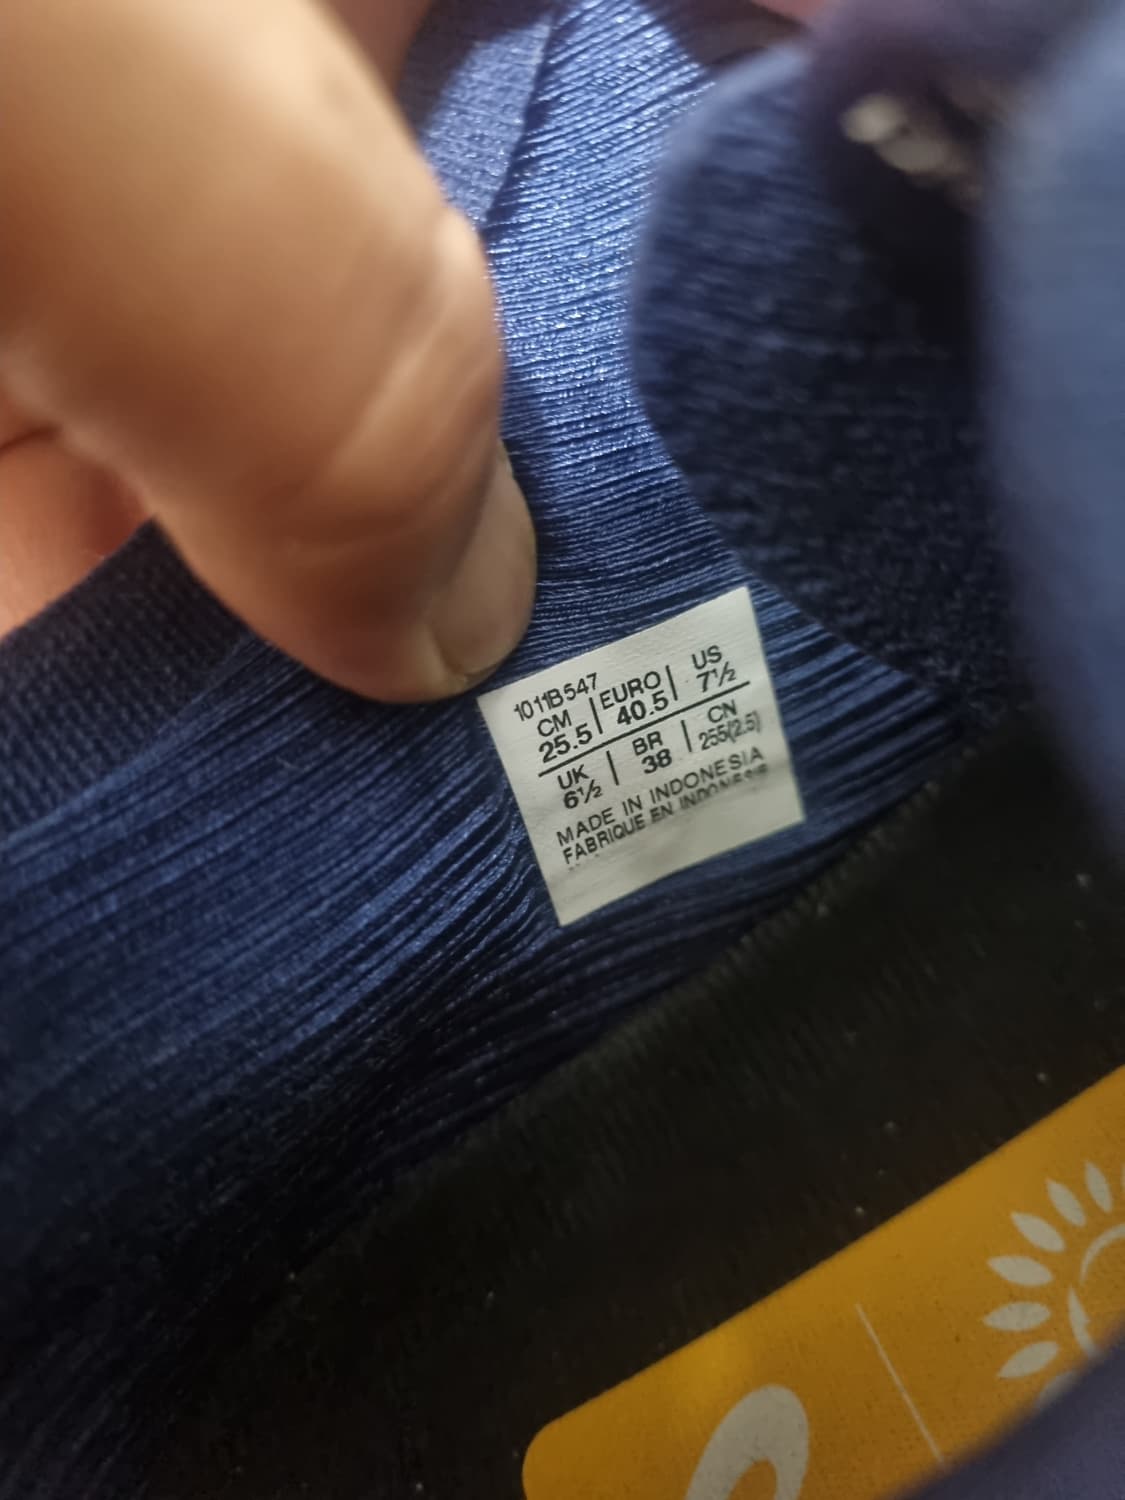 1011B547
CM | EURO | US
25.5 | 40.5 | 7½
UK | BR | CN
6½ | 38 | 255(2.5)
MADE IN INDONESIA
FABRIQUE EN INDONESIE